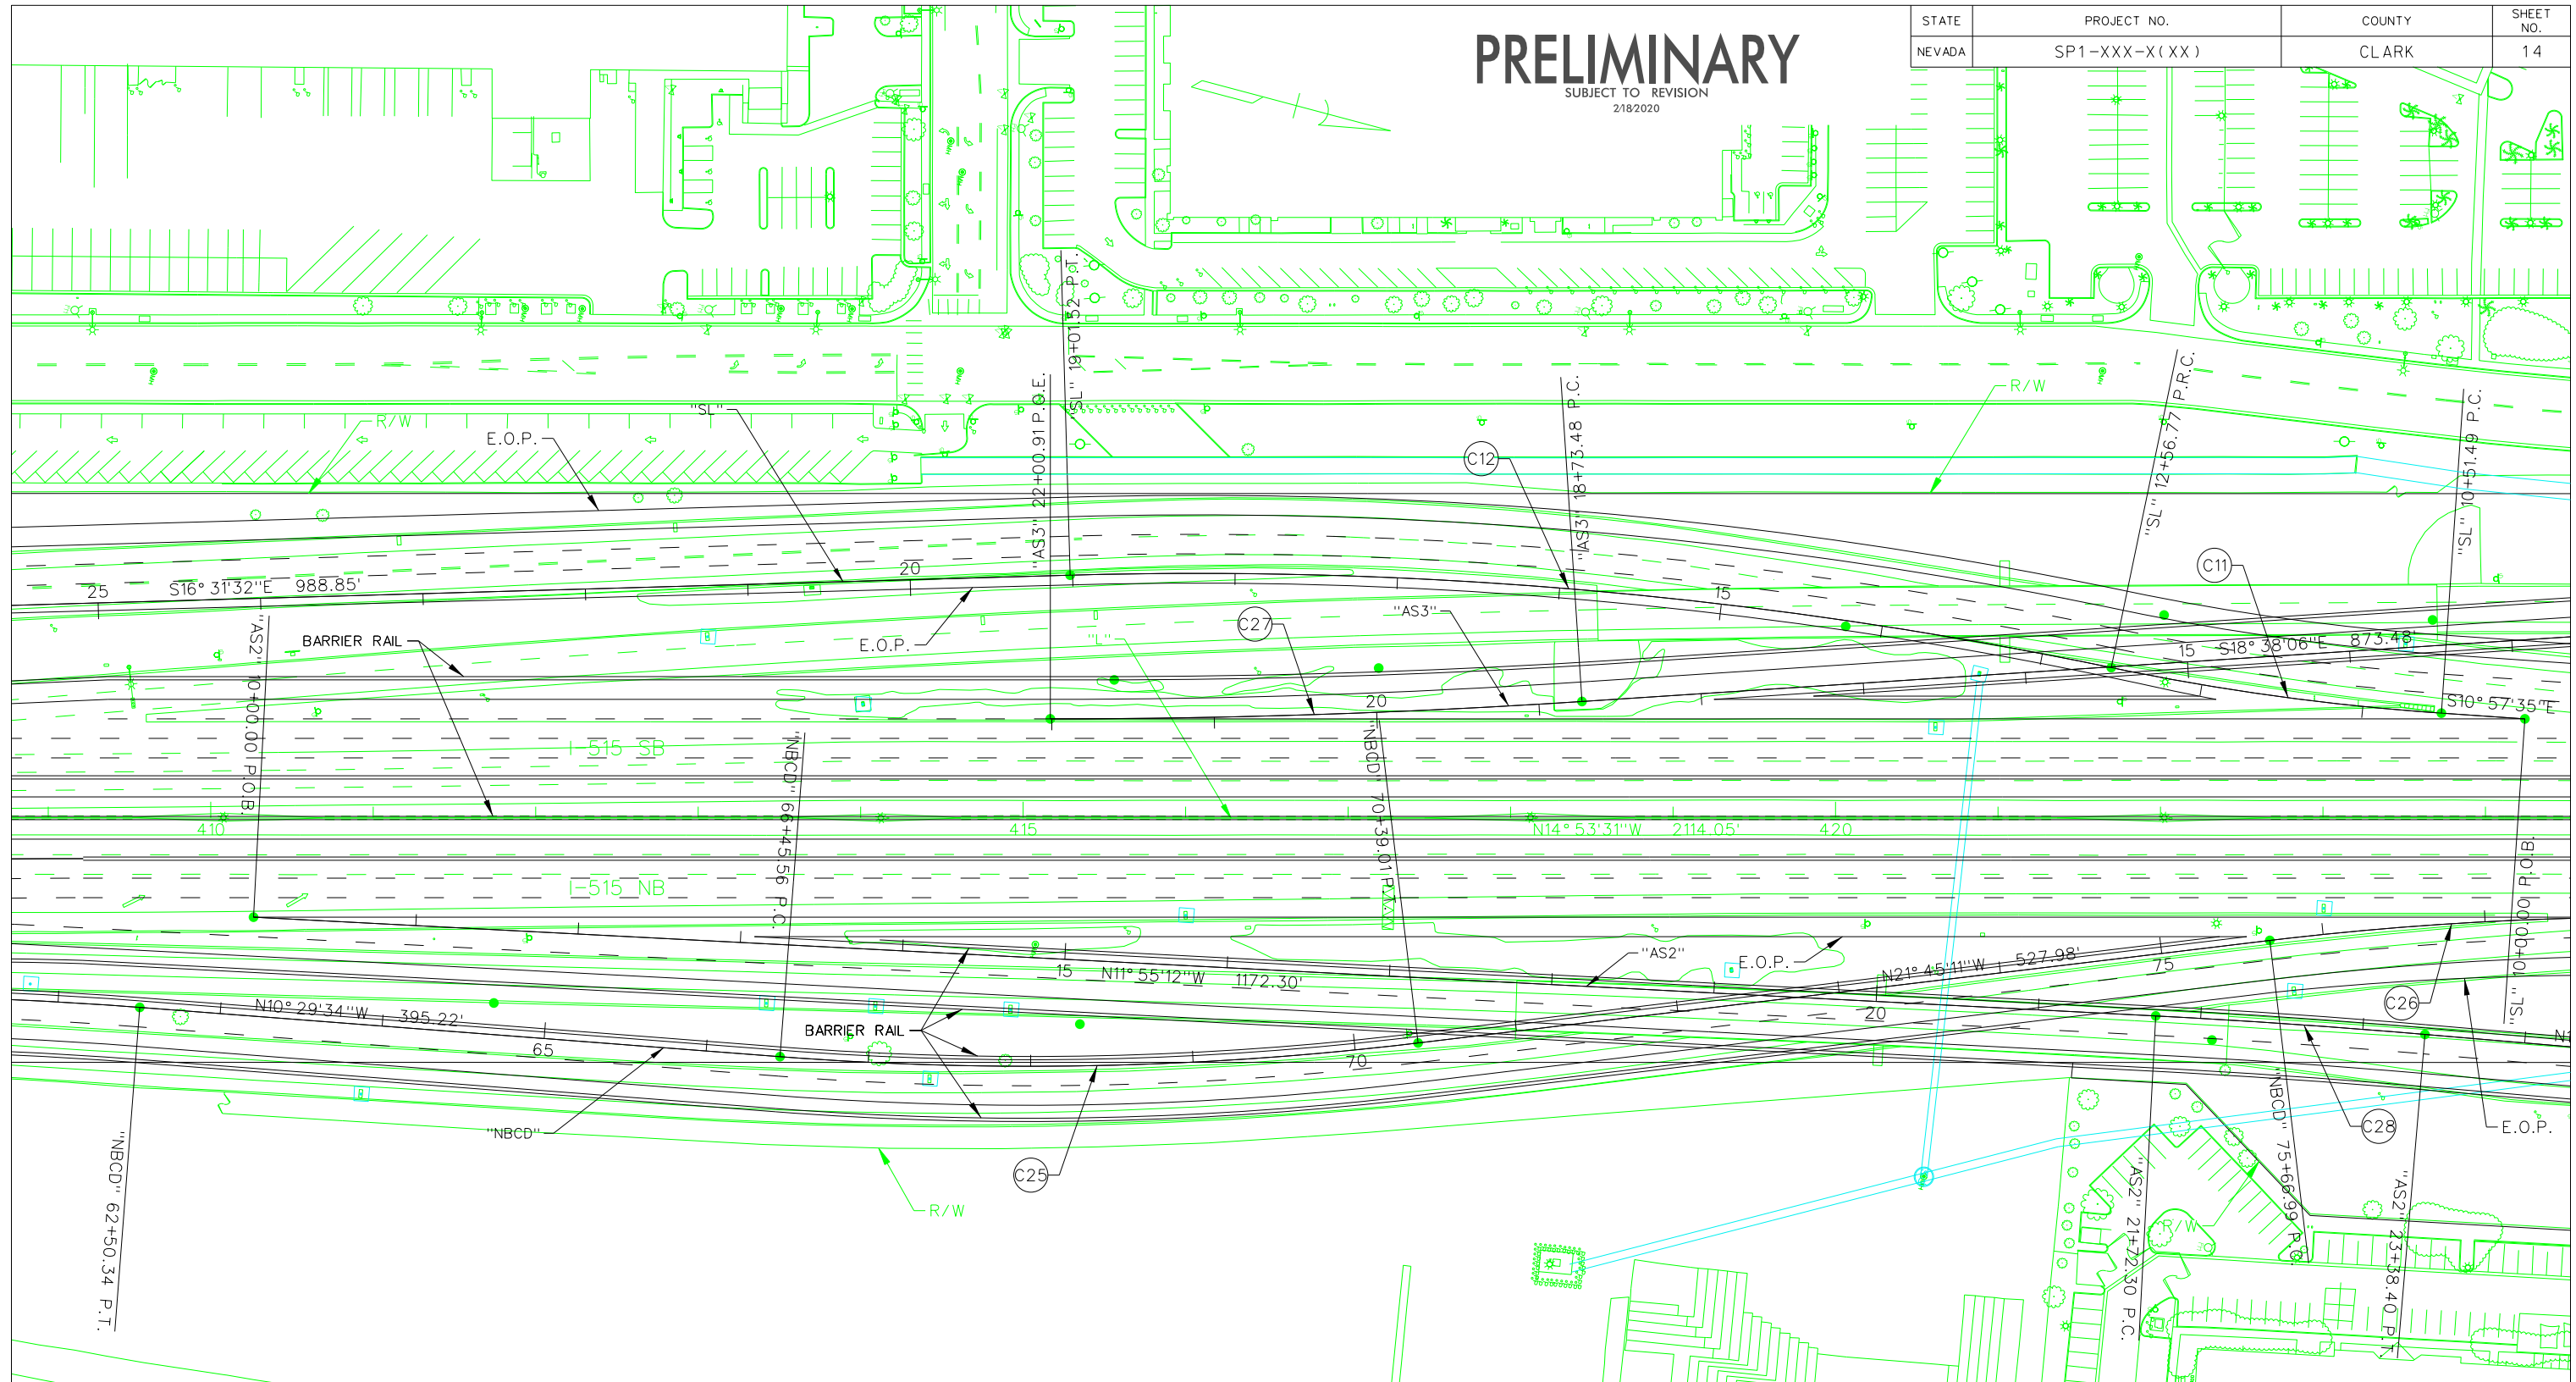 STATE PROJECT NO. COUNTY SHEET NO.
NEVADA SP1-XXX-X(XX) CLARK 14
PRELIMINARY
SUBJECT TO REVISION
2/18/2020
"SL" 19+01.52 P.T.
"AS3" 22+00.91 P.O.E.
"AS3" 18+73.48 P.C.
"SL" 12+56.77 P.R.C.
"SL" 10+51.49 P.C.
R/W
R/W
"SL"
E.O.P.
C12
C11
25
S16°31'32"E 988.85'
20
15
"AS2" 10+00.00 P.O.B.
BARRIER RAIL
E.O.P.
"L"
C27
"AS3"
15
S18°38'06"E 873.48'
20
S10°57'35"E
I-515 SB
"NBCD" 66+45.56 P.C.
"NBCD" 70+39.01 P.T.
410
415
N14°53'31"W 2114.05'
420
I-515 NB
"SL" 10+00.00 P.O.B.
15
N11°55'12"W 1172.30'
"AS2"
E.O.P.
N21°45'11"W 527.98'
75
N10°29'34"W 395.22'
65
BARRIER RAIL
70
20
C26
N1
"NBCD"
C25
R/W
C28
E.O.P.
"NBCD" 62+50.34 P.T.
"AS2" 21+72.30 P.C.
"NBCD" 75+66.99 P.C.
"AS2" 23+38.40 P.T.
R/W